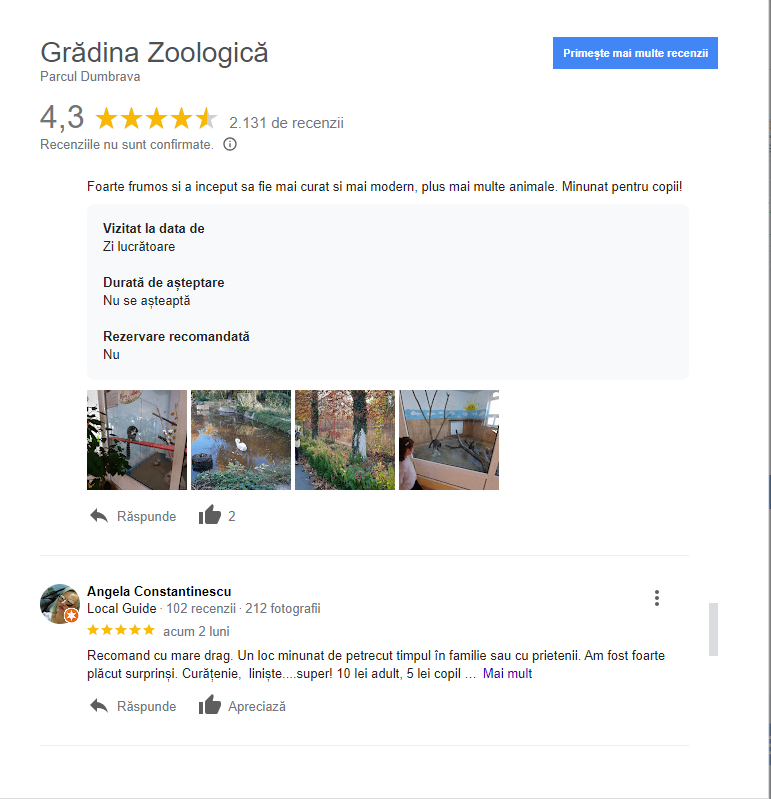 Grădina Zoologică
Primește mai multe recenzii
Parcul Dumbrava
4,3
2.131 de recenzii
Recenziile nu sunt confirmate.
Foarte frumos si a inceput sa fie mai curat si mai modern, plus mai multe animale. Minunat pentru copii!
Vizitat la data de
Zi lucrătoare
Durată de așteptare
Nu se așteaptă
Rezervare recomandată
Nu
Răspunde
2
Angela Constantinescu
Local Guide · 102 recenzii · 212 fotografii
acum 2 luni
Recomand cu mare drag. Un loc minunat de petrecut timpul în familie sau cu prietenii. Am fost foarte
plăcut surprinși. Curățenie, liniște....super! 10 lei adult, 5 lei copil … Mai mult
Răspunde
Apreciază